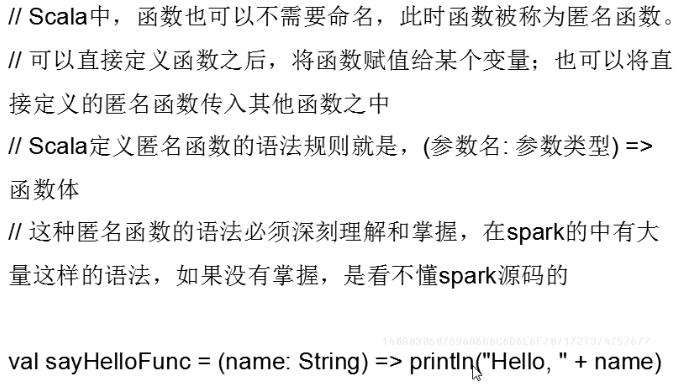 // Scala中，函数也可以不需要命名，此时函数被称为匿名函数。
// 可以直接定义函数之后，将函数赋值给某个变量；也可以将直
接定义的匿名函数传入其他函数之中
// Scala定义匿名函数的语法规则就是，(参数名: 参数类型) =>
函数体
// 这种匿名函数的语法必须深刻理解和掌握，在spark的中有大
量这样的语法，如果没有掌握，是看不懂spark源码的
val sayHelloFunc = (name: String) => println("Hello, " + name)